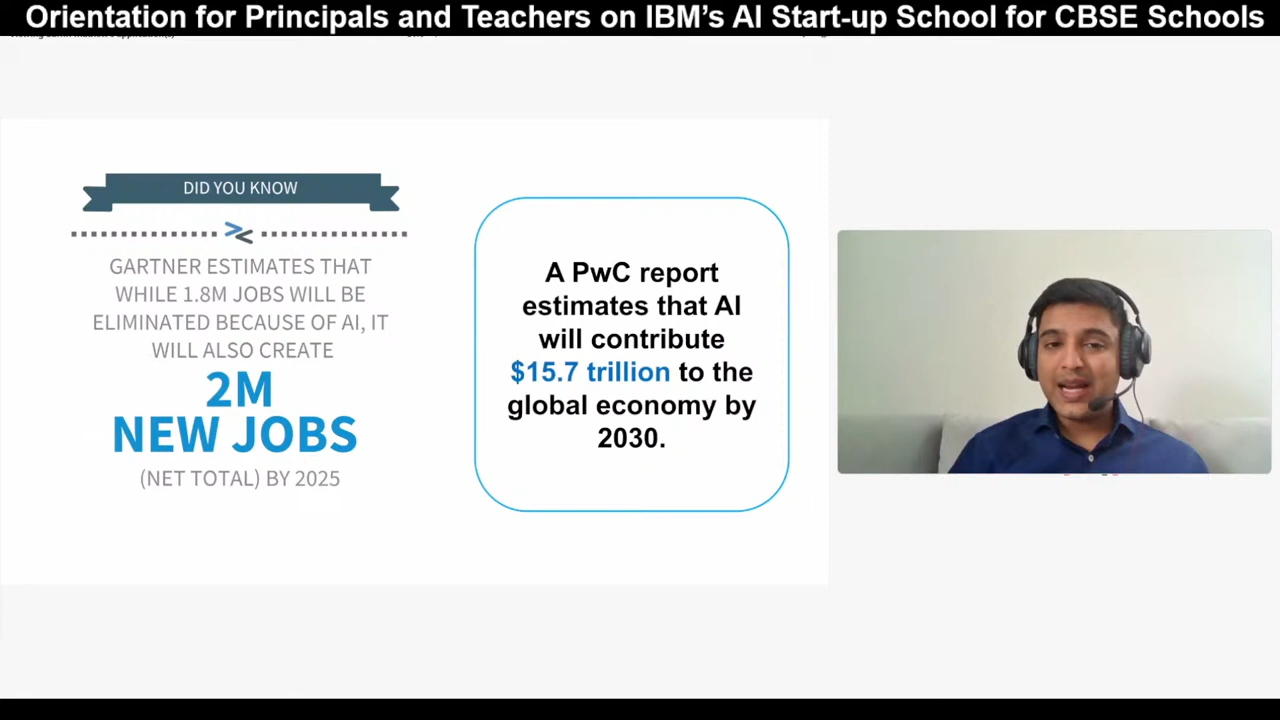 Orientation for Principals and Teachers on IBM's AI Start-up School for CBSE Schools
DID YOU KNOW
GARTNER ESTIMATES THAT
WHILE 1.8M JOBS WILL BE
ELIMINATED BECAUSE OF AI, IT
WILL ALSO CREATE
2M
NEW JOBS
(NET TOTAL) BY 2025
A PwC report
estimates that AI
will contribute
$15.7 trillion to the
global economy by
2030.